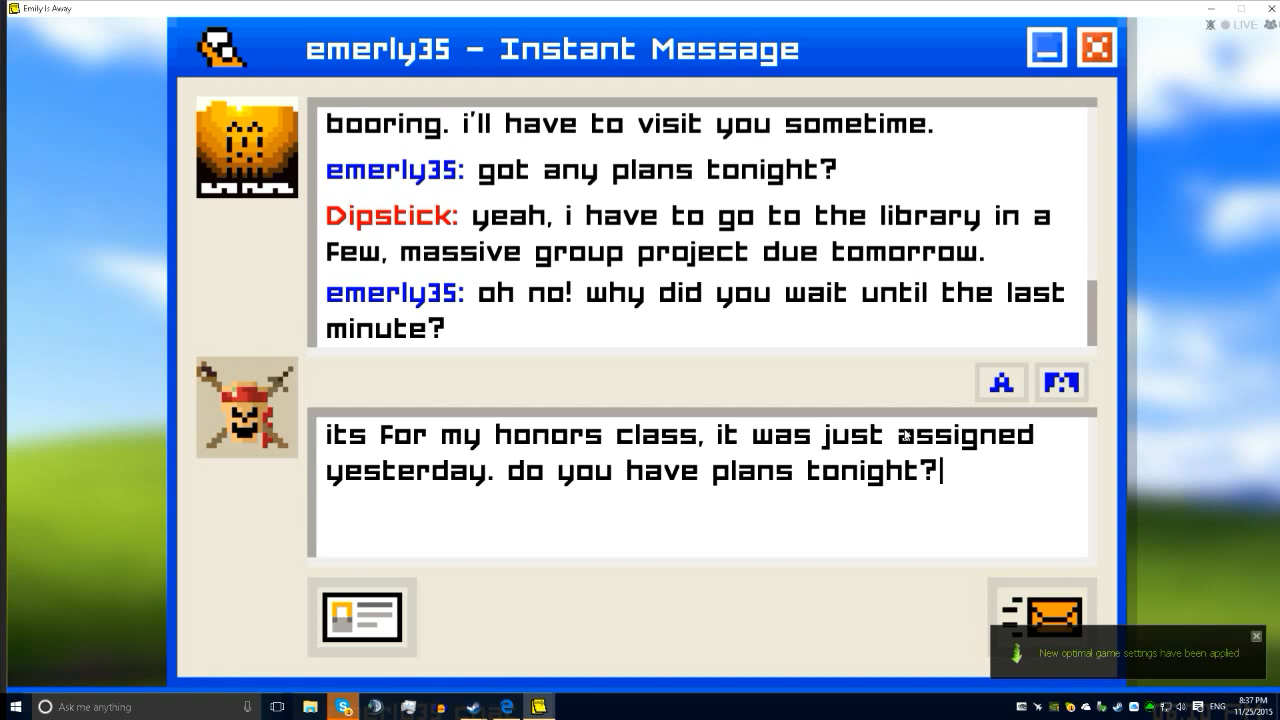 Emily Is Away
LIVE
emerly35 - Instant Message
booring. i'll have to visit you sometime.
emerly35: got any plans tonight?
Dipstick: yeah, i have to go to the library in a
few, massive group project due tomorrow.
emerly35: oh no! why did you wait until the last
minute?
its for my honors class, it was just assigned
yesterday. do you have plans tonight?
New optimal game settings have been applied
Ask me anything
ENG
8:37 PM
11/25/2015